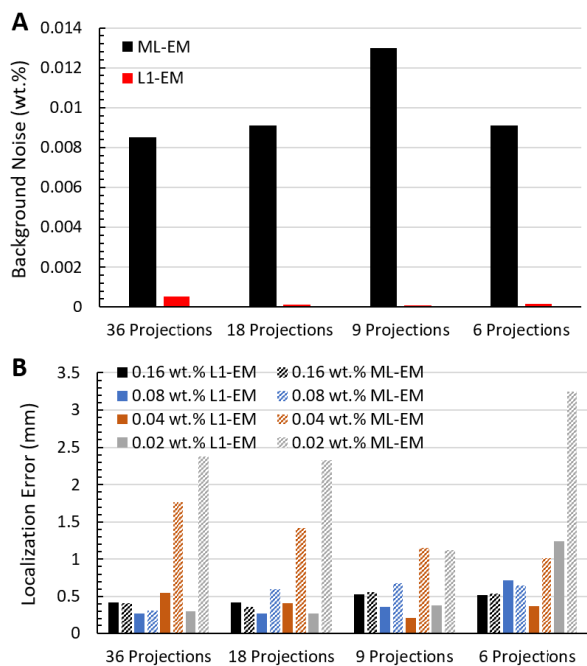 A
0.014
0.012
0.01
0.008
0.006
0.004
0.002
0
Background Noise (wt.%)
ML-EM
L1-EM
36 Projections 18 Projections 9 Projections 6 Projections
B
3.5
3
2.5
2
1.5
1
0.5
0
Localization Error (mm)
0.16 wt.% L1-EM 0.16 wt.% ML-EM
0.08 wt.% L1-EM 0.08 wt.% ML-EM
0.04 wt.% L1-EM 0.04 wt.% ML-EM
0.02 wt.% L1-EM 0.02 wt.% ML-EM
36 Projections 18 Projections 9 Projections 6 Projections